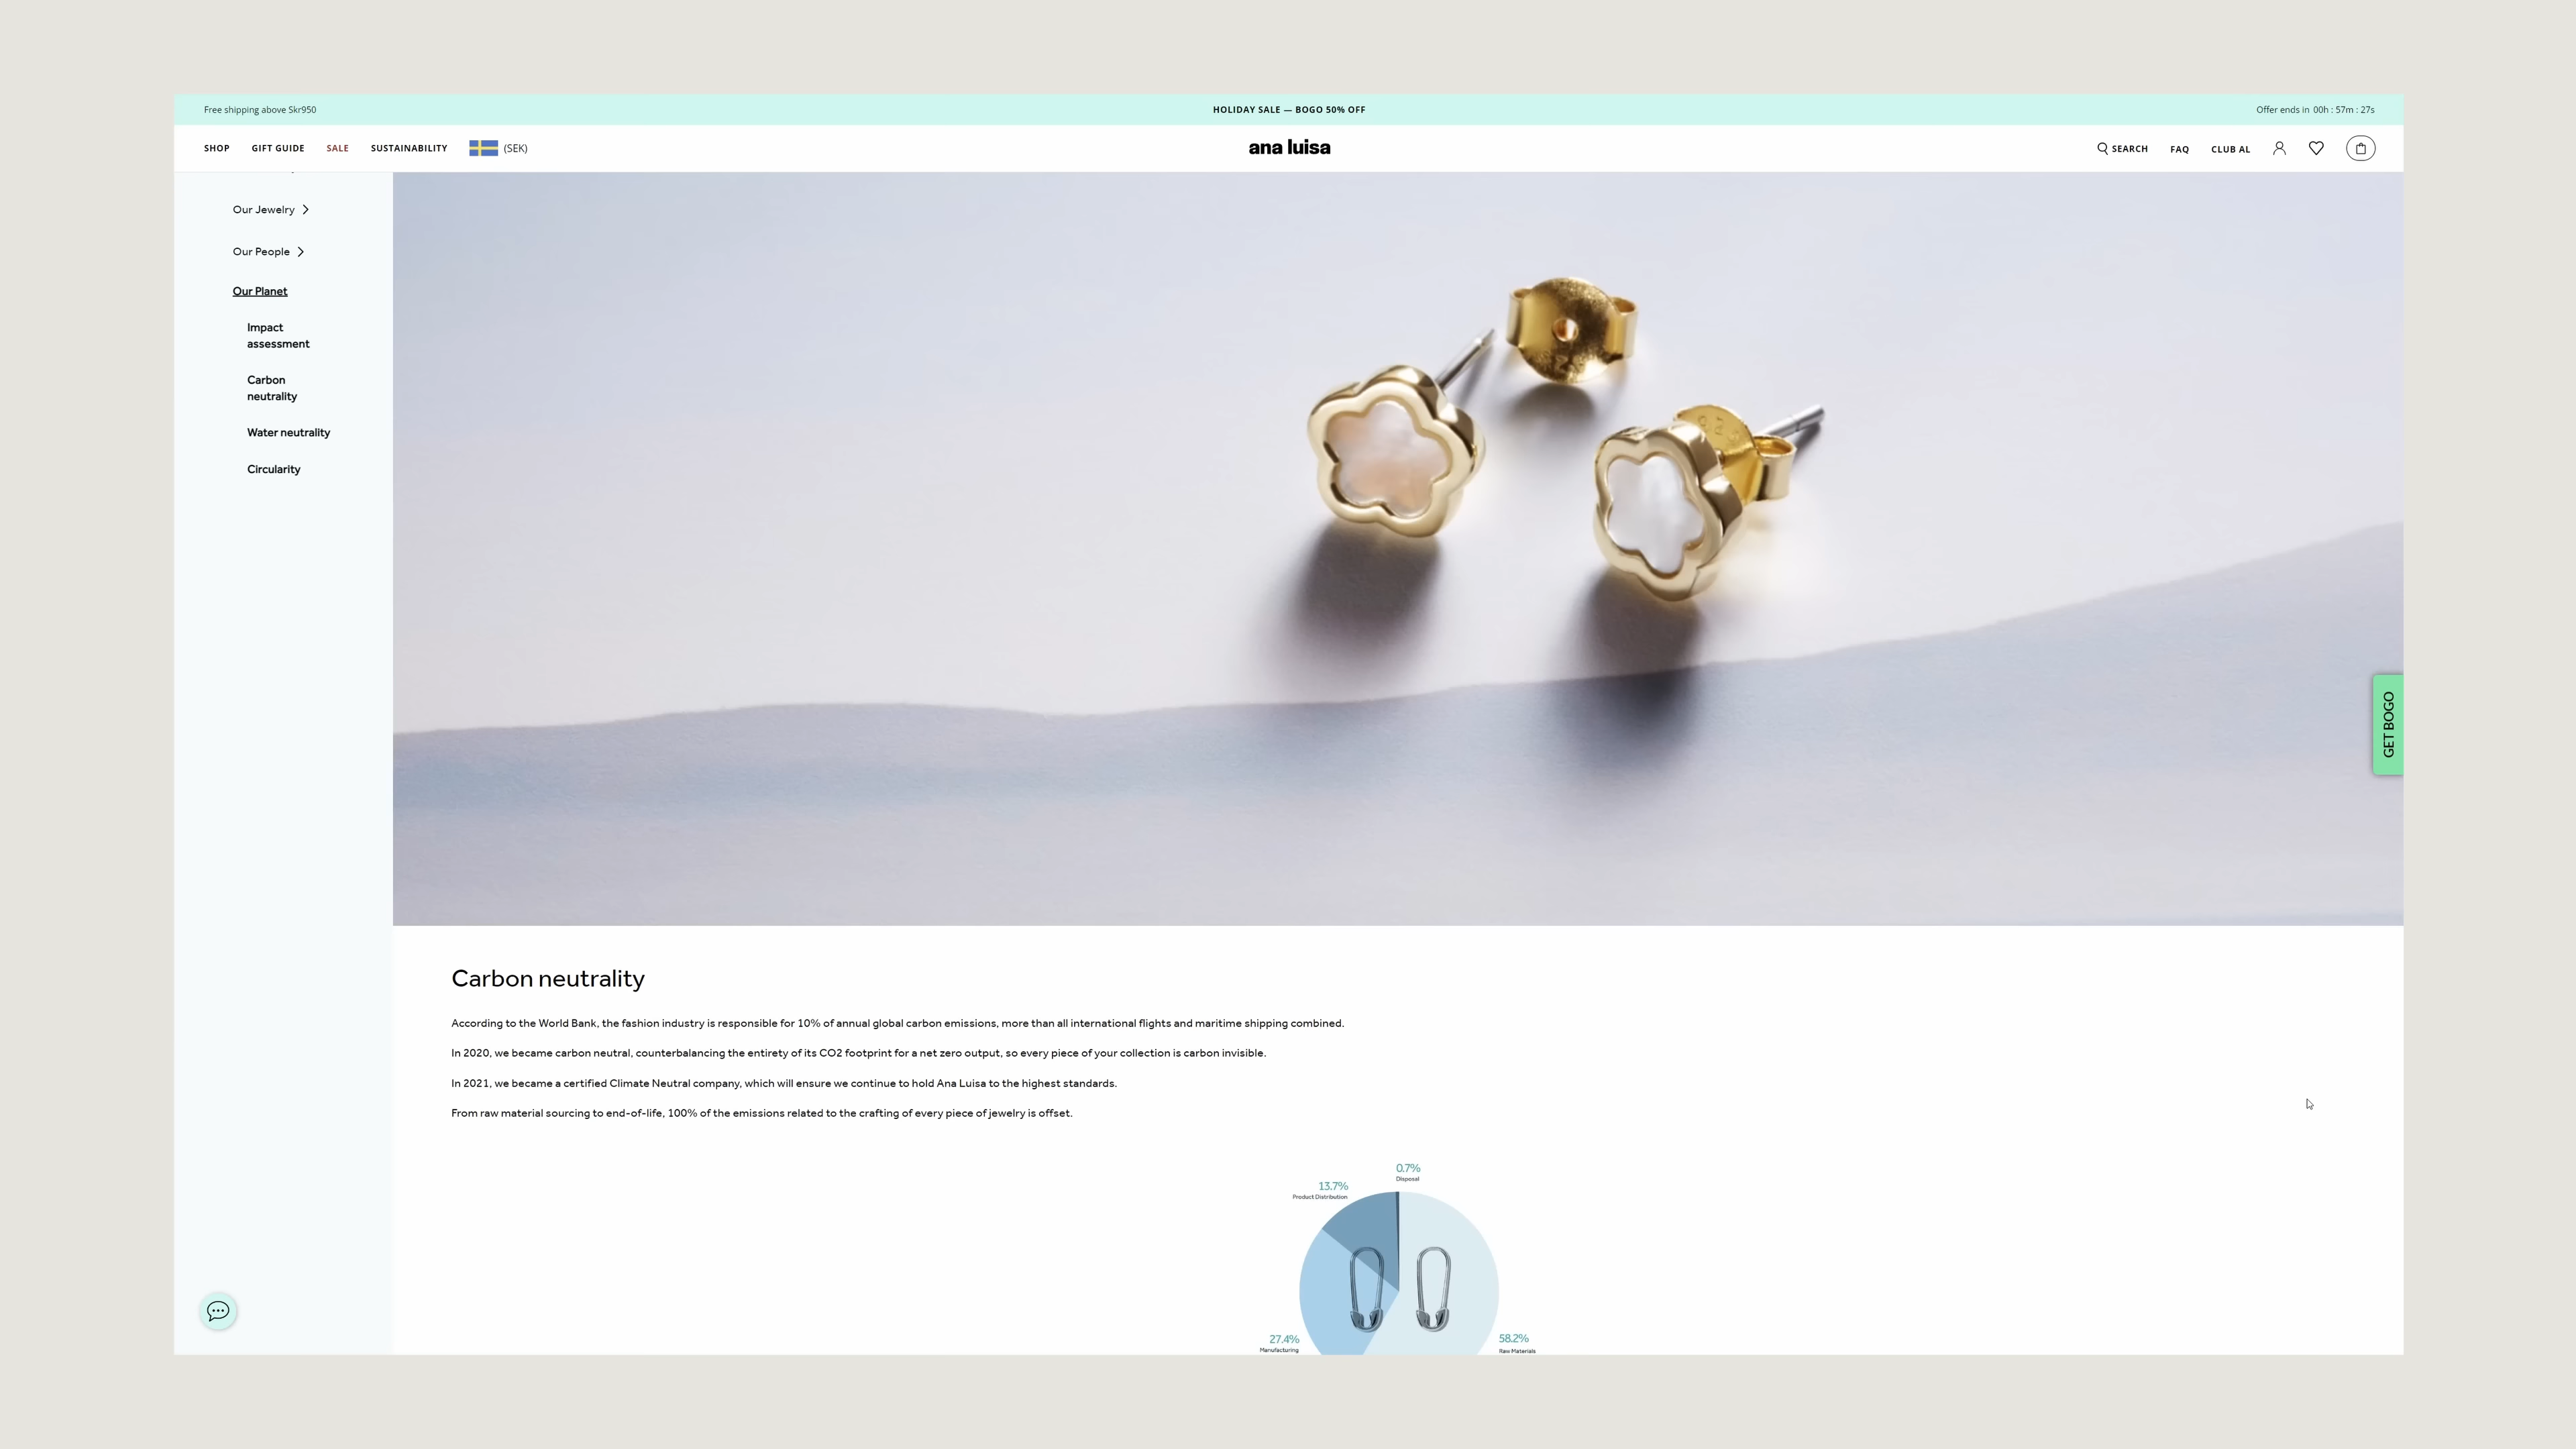 Free shipping above Skr950
HOLIDAY SALE — BOGO 50% OFF
Offer ends in 00h : 57m : 27s
SHOP
GIFT GUIDE
SALE
SUSTAINABILITY
(SEK)
ana luisa
SEARCH
FAQ
CLUB AL
Our Jewelry
Our People
Our Planet
Impact
assessment
Carbon
neutrality
Water neutrality
Circularity
925
GET BOGO
Carbon neutrality
According to the World Bank, the fashion industry is responsible for 10% of annual global carbon emissions, more than all international flights and maritime shipping combined.
In 2020, we became carbon neutral, counterbalancing the entirety of its CO2 footprint for a net zero output, so every piece of your collection is carbon invisible.
In 2021, we became a certified Climate Neutral company, which will ensure we continue to hold Ana Luisa to the highest standards.
From raw material sourcing to end-of-life, 100% of the emissions related to the crafting of every piece of jewelry is offset.
0.7%
Disposal
13.7%
Product Distribution
27.4%
Manufacturing
58.2%
Raw Materials